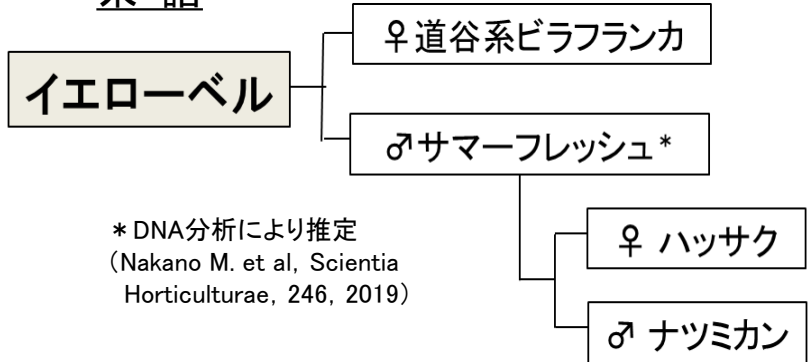 ♀道谷系ビラフランカ
イエローベル
♂サマーフレッシュ*
*DNA分析により推定
(Nakano M. et al, Scientia
Horticulturae, 246, 2019)
♀ ハッサク
♂ ナツミカン